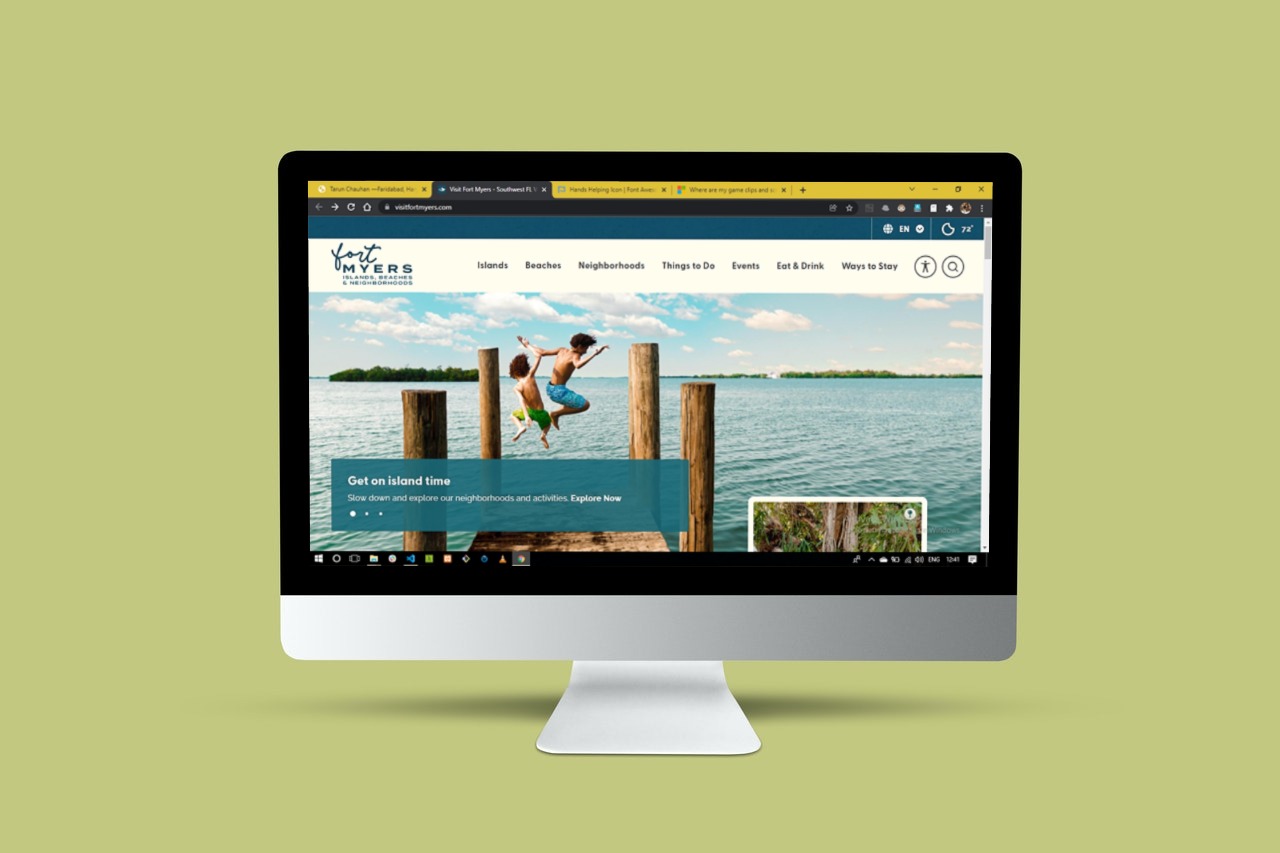 Tarun Chauhan —Faridabad, Ha
Visit Fort Myers - Southwest FL
Hands Helping Icon | Font Awes
Where are my game clips and s
visitfortmyers.com
EN
72°
fort
MYERS
ISLANDS, BEACHES
& NEIGHBORHOODS
Islands
Beaches
Neighborhoods
Things to Do
Events
Eat & Drink
Ways to Stay
Get on island time
Slow down and explore our neighborhoods and activities. Explore Now
ENG
12:41